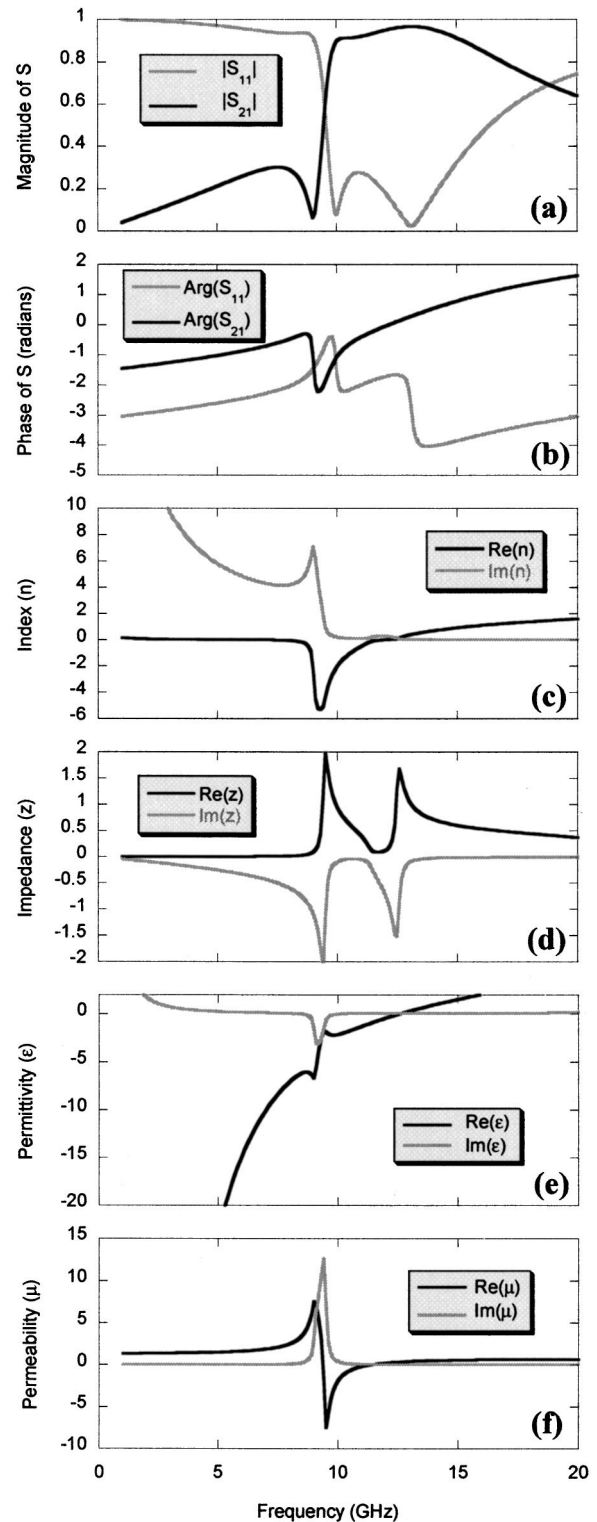 1
0.8
0.6
0.4
0.2
0
Magnitude of S
|S₁₁|
|S₂₁|
(a)
2
1
0
-1
-2
-3
-4
-5
Phase of S (radians)
Arg(S₁₁)
Arg(S₂₁)
(b)
10
8
6
4
2
0
-2
-4
-6
Index (n)
Re(n)
Im(n)
(c)
2
1.5
1
0.5
0
-0.5
-1
-1.5
-2
Impedance (z)
Re(z)
Im(z)
(d)
0
-5
-10
-15
-20
Permittivity (ε)
Re(ε)
Im(ε)
(e)
15
10
5
0
-5
-10
Permeability (μ)
Re(μ)
Im(μ)
(f)
0 5 10 15 20
Frequency (GHz)